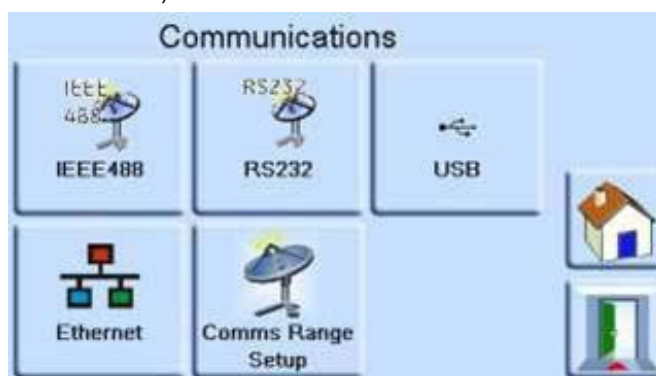 Communications
IEEE
488
RS232
IEEE488
RS232
USB
Ethernet
Comms Range
Setup